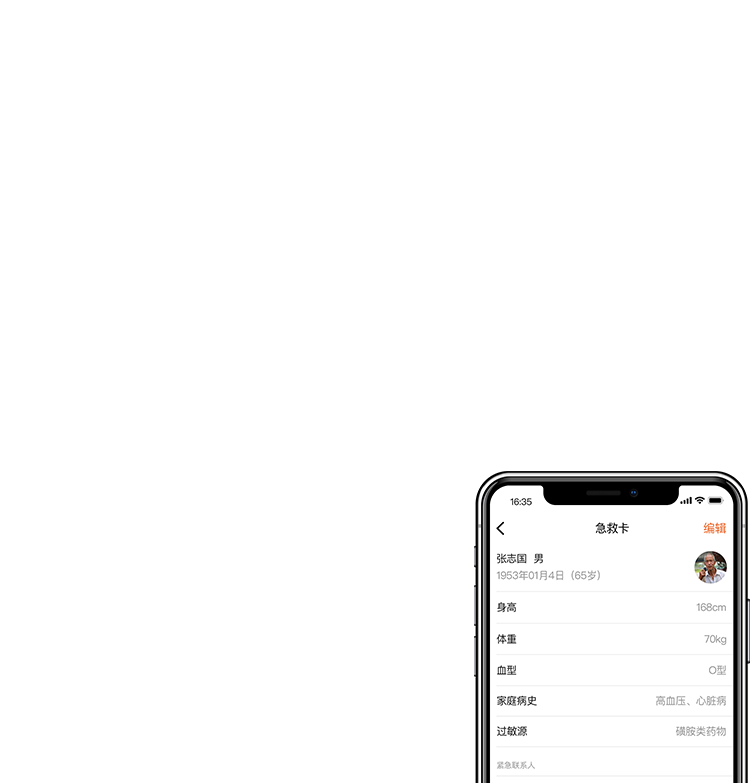 16:35
急救卡 编辑
张志国 男
1953年01月4日（65岁）
身高 168cm
体重 70kg
血型 O型
家庭病史 高血压、心脏病
过敏源 磺胺类药物
紧急联系人